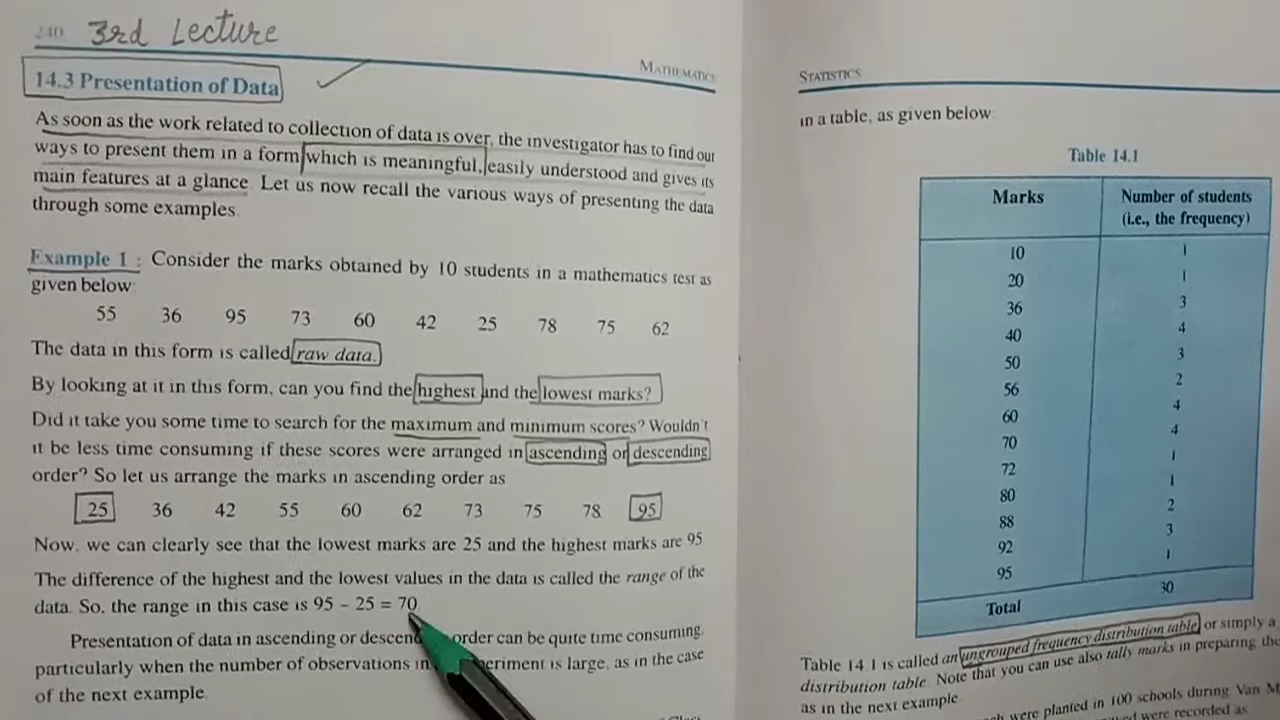 240 3rd Lecture
MATHEMATICS
14.3 Presentation of Data
As soon as the work related to collection of data is over, the investigator has to find out
ways to present them in a form which is meaningful, easily understood and gives its
main features at a glance. Let us now recall the various ways of presenting the data
through some examples.
Example 1 : Consider the marks obtained by 10 students in a mathematics test as
given below:
55 36 95 73 60 42 25 78 75 62
The data in this form is called raw data.
By looking at it in this form, can you find the highest and the lowest marks?
Did it take you some time to search for the maximum and minimum scores? Wouldn't
it be less time consuming if these scores were arranged in ascending or descending
order? So let us arrange the marks in ascending order as
25 36 42 55 60 62 73 75 78 95
Now, we can clearly see that the lowest marks are 25 and the highest marks are 95
The difference of the highest and the lowest values in the data is called the range of the
data. So, the range in this case is 95 – 25 = 70
Presentation of data in ascending or order can be quite time consuming,
particularly when the number of observations in is large, as in the case
of the next example.
STATISTICS
in a table, as given below:
Table 14.1
Marks Number of students
(i.e., the frequency)
10 1
20 1
36 3
40 4
50 3
56 2
60 4
70 4
72 1
80 1
88 2
92 3
95 1
Total 30
Table 14.1 is called an ungrouped frequency distribution table, or simply a
distribution table. Note that you can use also tally marks in preparing the
as in the next example.
were planted in 100 schools during Van
were recorded as